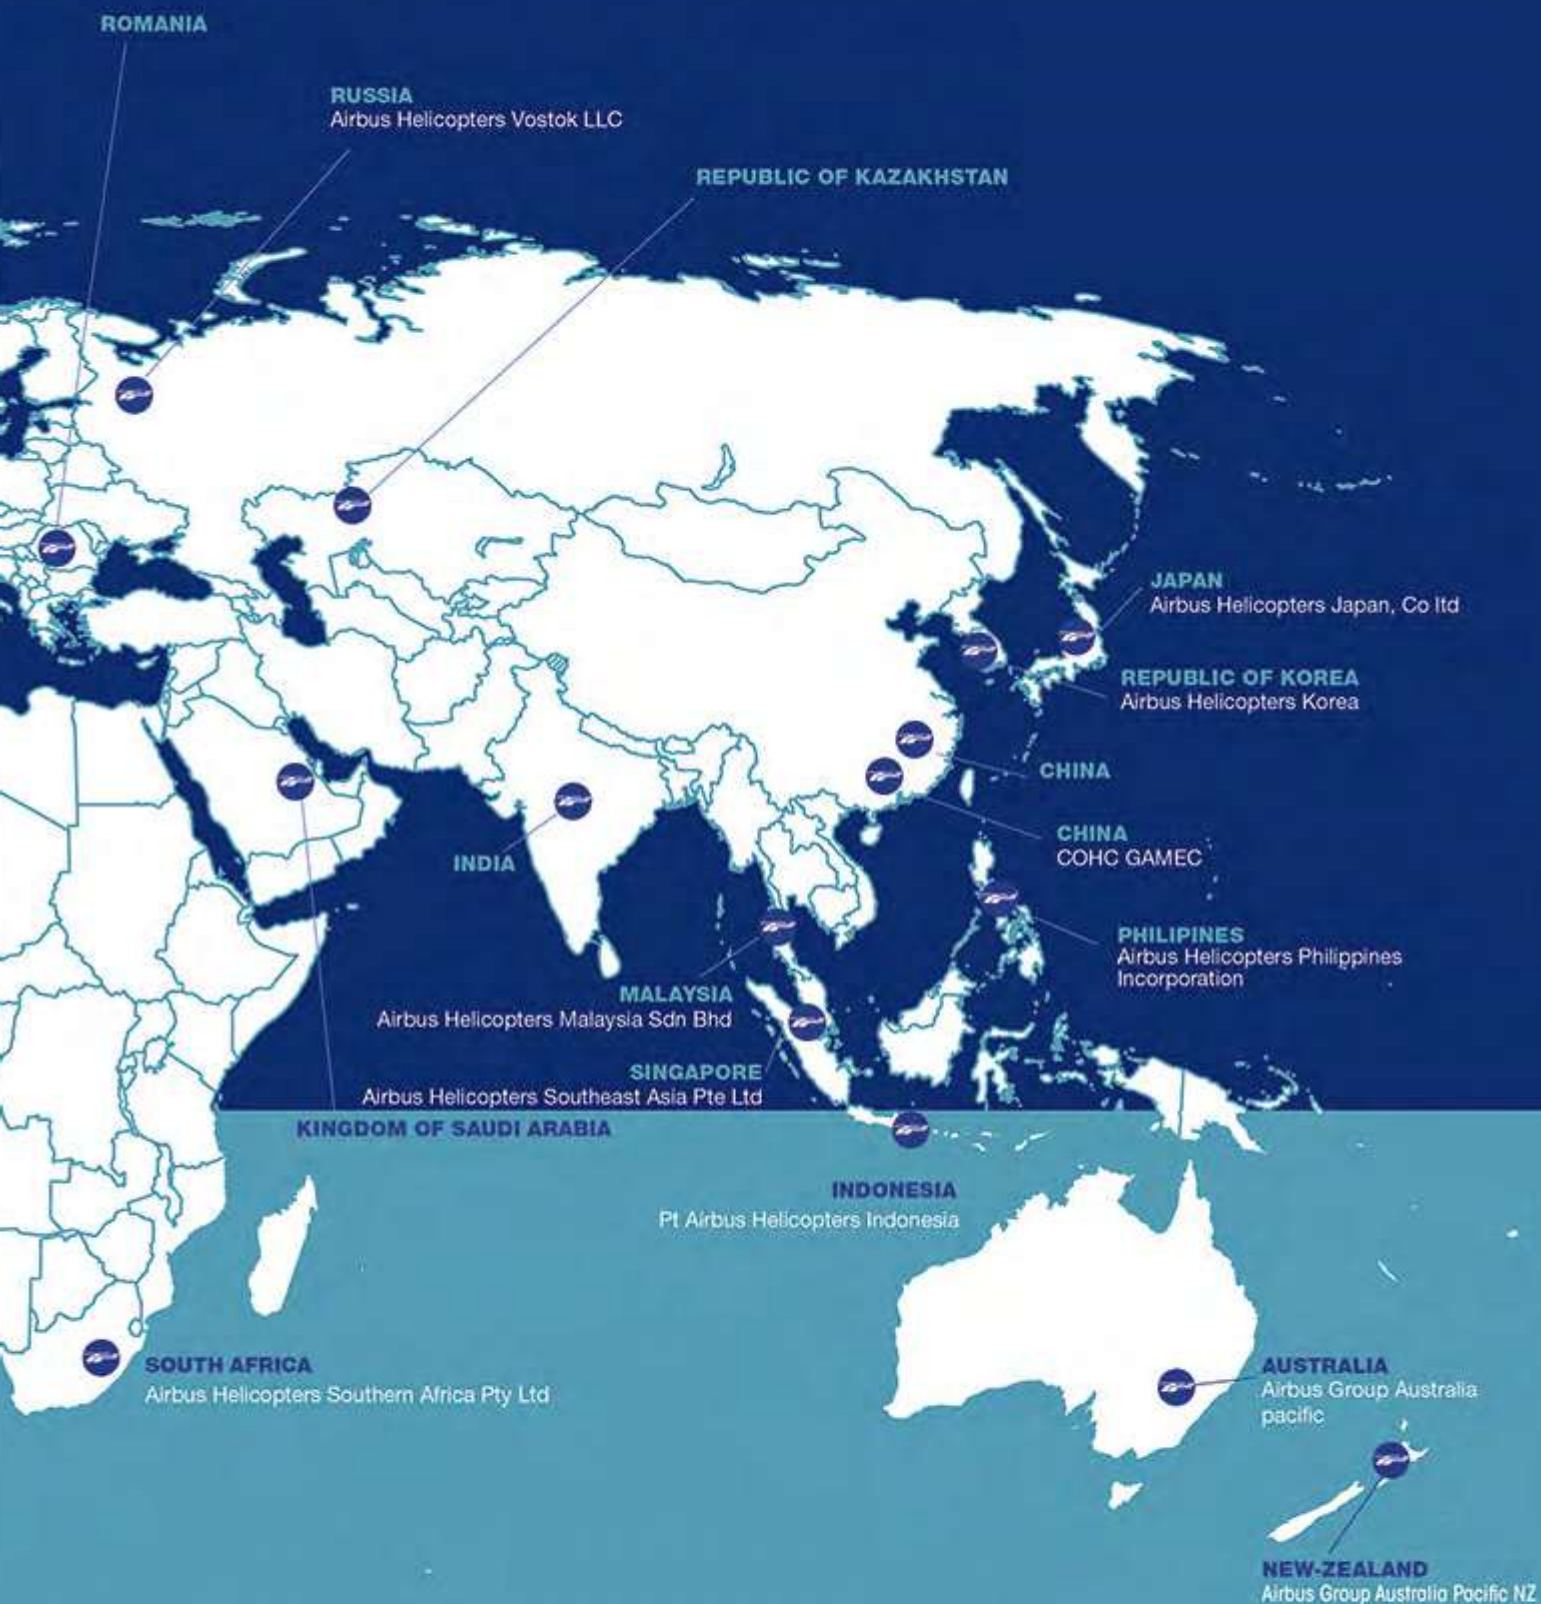 ROMANIA
RUSSIA
Airbus Helicopters Vostok LLC
REPUBLIC OF KAZAKHSTAN
JAPAN
Airbus Helicopters Japan, Co ltd
REPUBLIC OF KOREA
Airbus Helicopters Korea
CHINA
CHINA
COHC GAMEC
INDIA
PHILIPINES
Airbus Helicopters Philippines
Incorporation
MALAYSIA
Airbus Helicopters Malaysia Sdn Bhd
SINGAPORE
Airbus Helicopters Southeast Asia Pte Ltd
KINGDOM OF SAUDI ARABIA
INDONESIA
Pt Airbus Helicopters Indonesia
SOUTH AFRICA
Airbus Helicopters Southern Africa Pty Ltd
AUSTRALIA
Airbus Group Australia
pacific
NEW-ZEALAND
Airbus Group Australia Pacific NZ